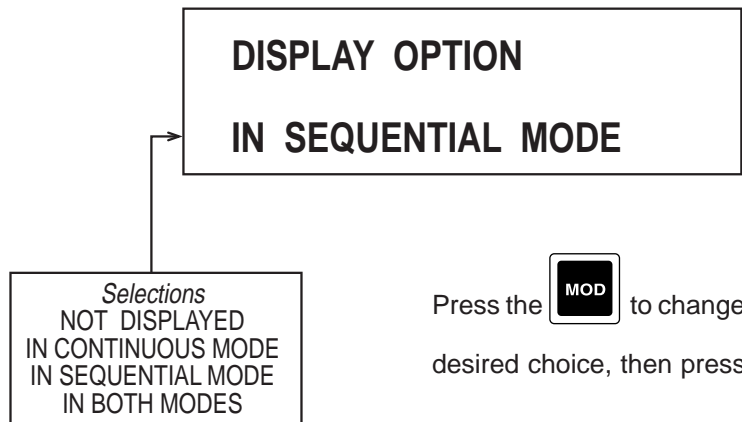 DISPLAY OPTION
IN SEQUENTIAL MODE
Selections
NOT DISPLAYED
IN CONTINUOUS MODE
IN SEQUENTIAL MODE
IN BOTH MODES
Press the MOD to change
desired choice, then press